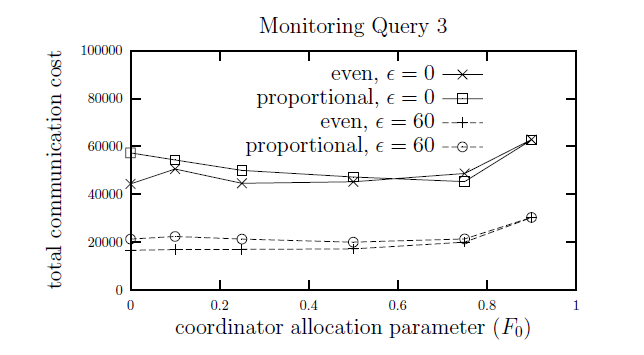 Monitoring Query 3
total communication cost
100000
80000
60000
40000
20000
0
even, ϵ = 0
proportional, ϵ = 0
even, ϵ = 60
proportional, ϵ = 60
0 0.2 0.4 0.6 0.8 1
coordinator allocation parameter (F₀)